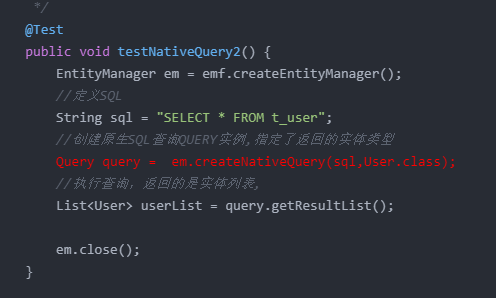 */
@Test
public void testNativeQuery2() {
EntityManager em = emf.createEntityManager();
//定义SQL
String sql = "SELECT * FROM t_user";
//创建原生SQL查询QUERY实例,指定了返回的实体类型
Query query =  em.createNativeQuery(sql,User.class);
//执行查询，返回的是实体列表,
List<User> userList = query.getResultList();
em.close();
}